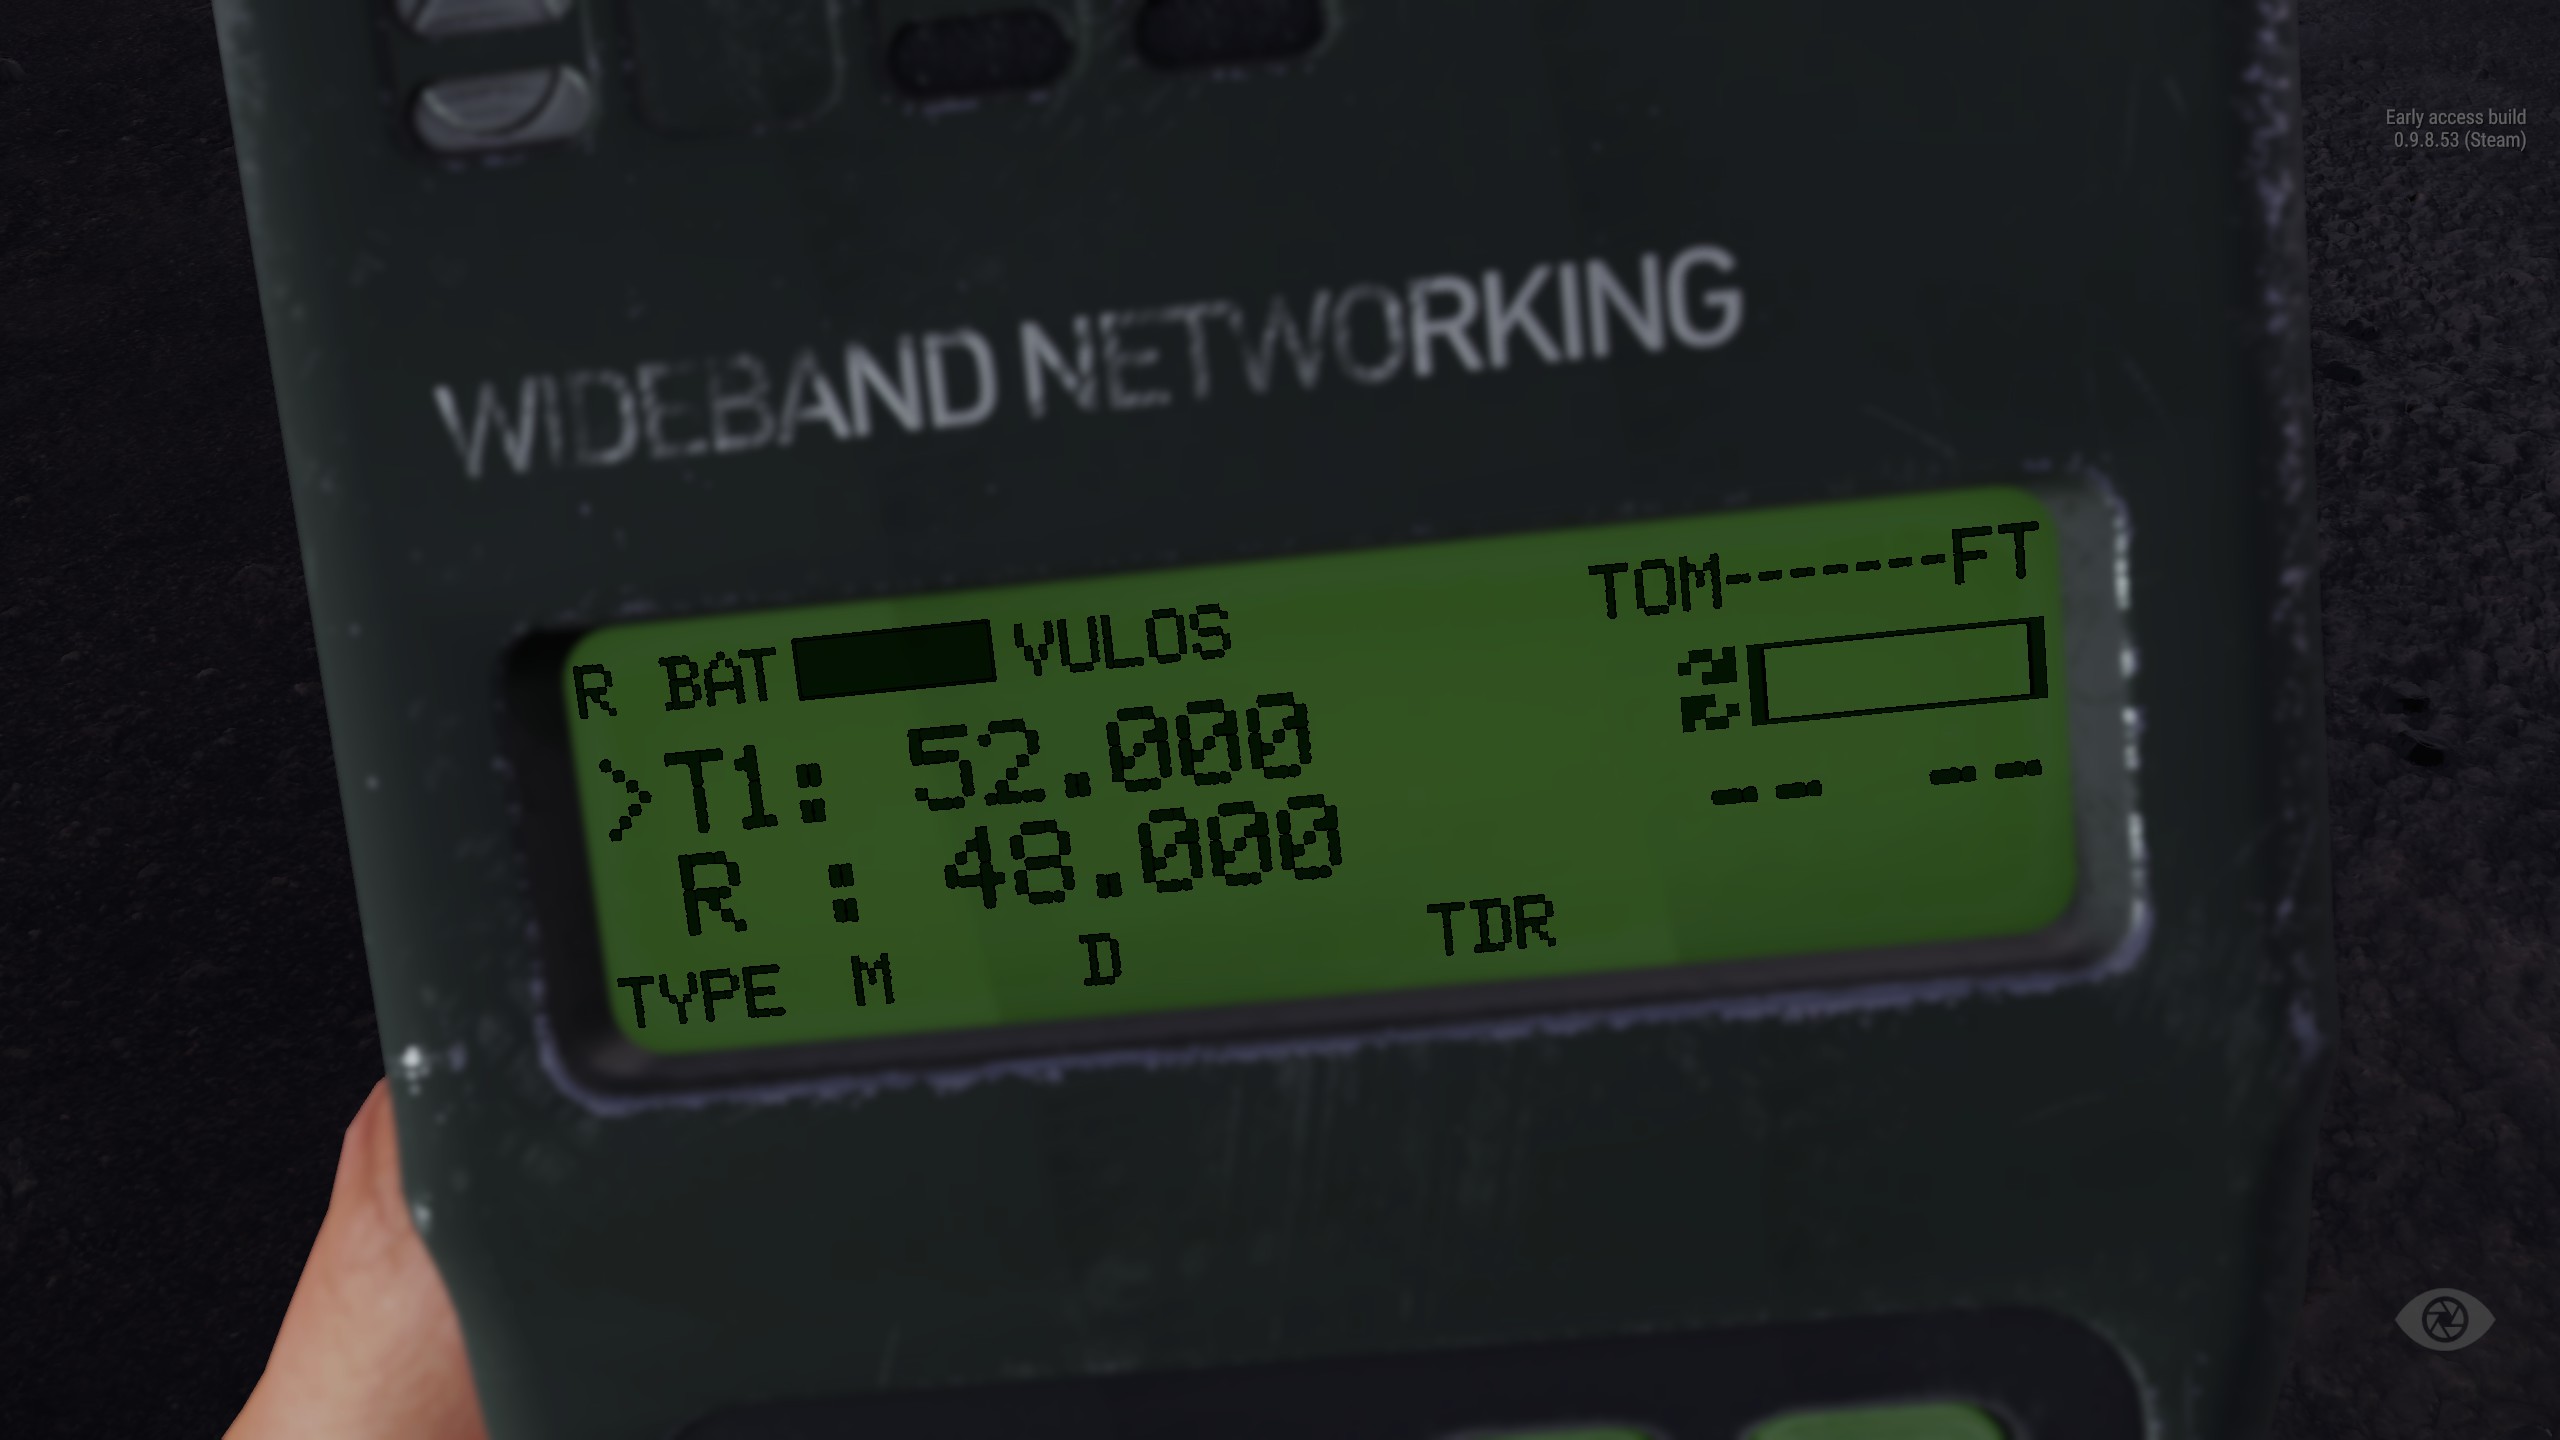 Early access build
0.9.8.53 (Steam)
WIDEBAND NETWORKING
R BAT VULOS TOM-------FT
>T1: 52.000
R : 48.000
-- --
TYPE M D TDR